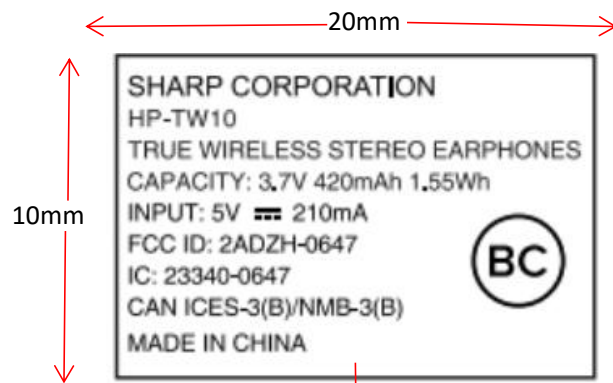 20mm
10mm
SHARP CORPORATION
HP-TW10
TRUE WIRELESS STEREO EARPHONES
CAPACITY: 3.7V 420mAh 1.55Wh
INPUT: 5V ⎓ 210mA
FCC ID: 2ADZH-0647
IC: 23340-0647
CAN ICES-3(B)/NMB-3(B)
MADE IN CHINA
BC